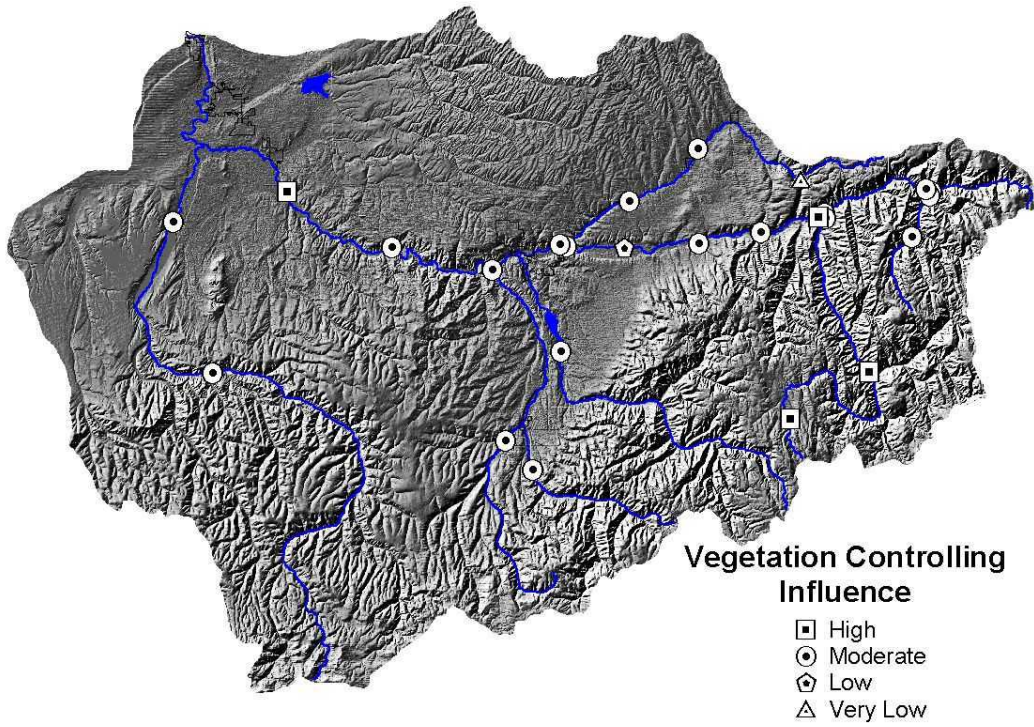 Vegetation Controlling
Influence
High
Moderate
Low
Very Low